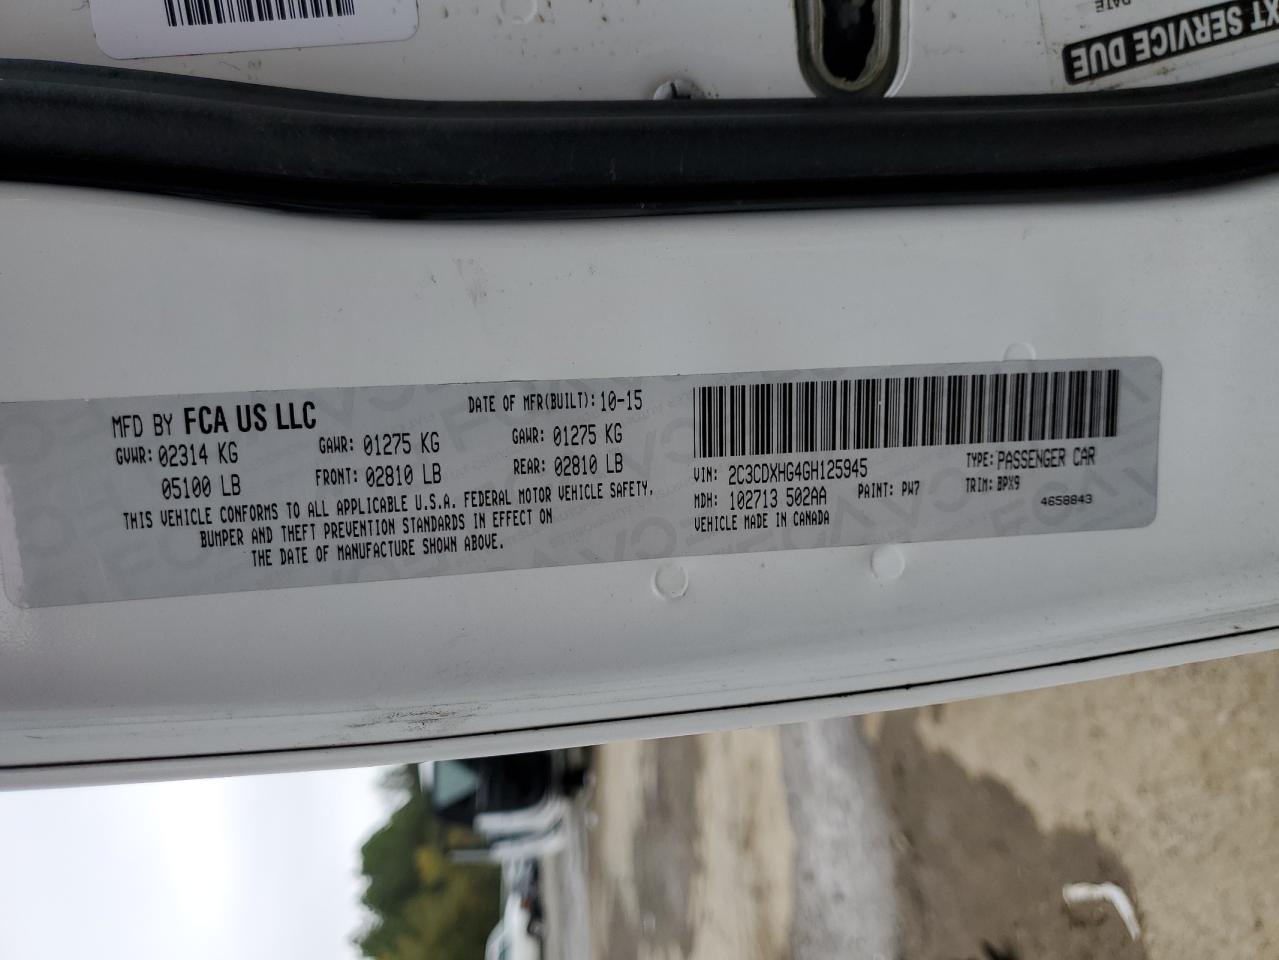 MFD BY FCA US LLC
DATE OF MFR(BUILT): 10-15
GVWR: 02314 KG
GAWR: 01275 KG
GAWR: 01275 KG
05100 LB
FRONT: 02810 LB
REAR: 02810 LB
THIS VEHICLE CONFORMS TO ALL APPLICABLE U.S.A. FEDERAL MOTOR VEHICLE SAFETY,
BUMPER AND THEFT PREVENTION STANDARDS IN EFFECT ON
THE DATE OF MANUFACTURE SHOWN ABOVE.
VIN: 2C3CDXHG4GH125945
TYPE: PASSENGER CAR
MDH: 102713 502AA
PAINT: PW7
TRIM: BPX9
VEHICLE MADE IN CANADA
4658843
SERVICE DUE
DATE